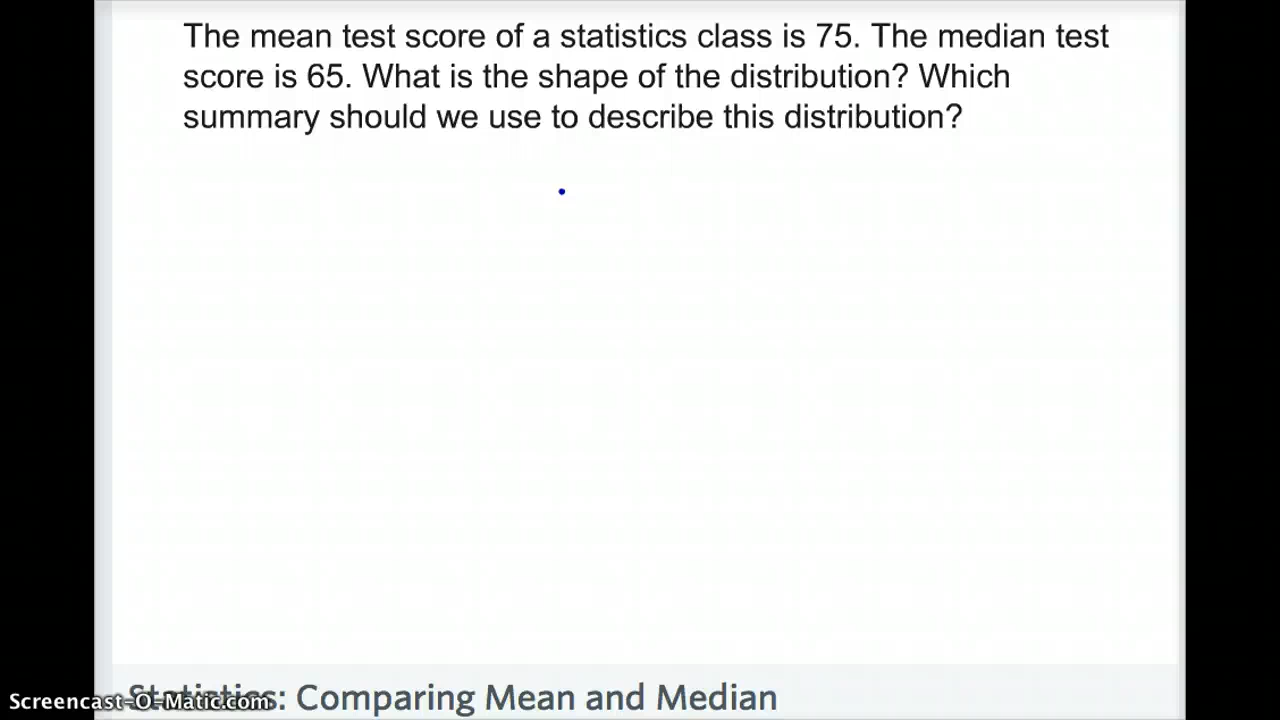 The mean test score of a statistics class is 75. The median test
score is 65. What is the shape of the distribution? Which
summary should we use to describe this distribution?
Statistics: Comparing Mean and Median
Screencast-O-Matic.com